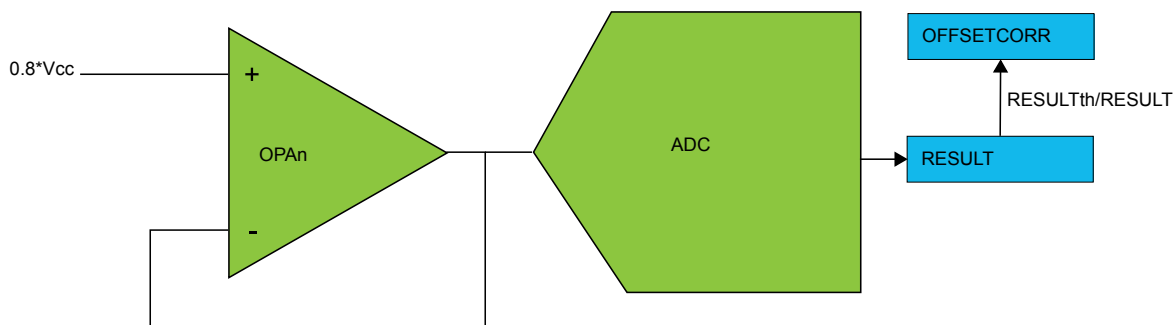 OFFSETCORR
0.8*Vcc
+
RESULTth/RESULT
OPAn
ADC
RESULT
-